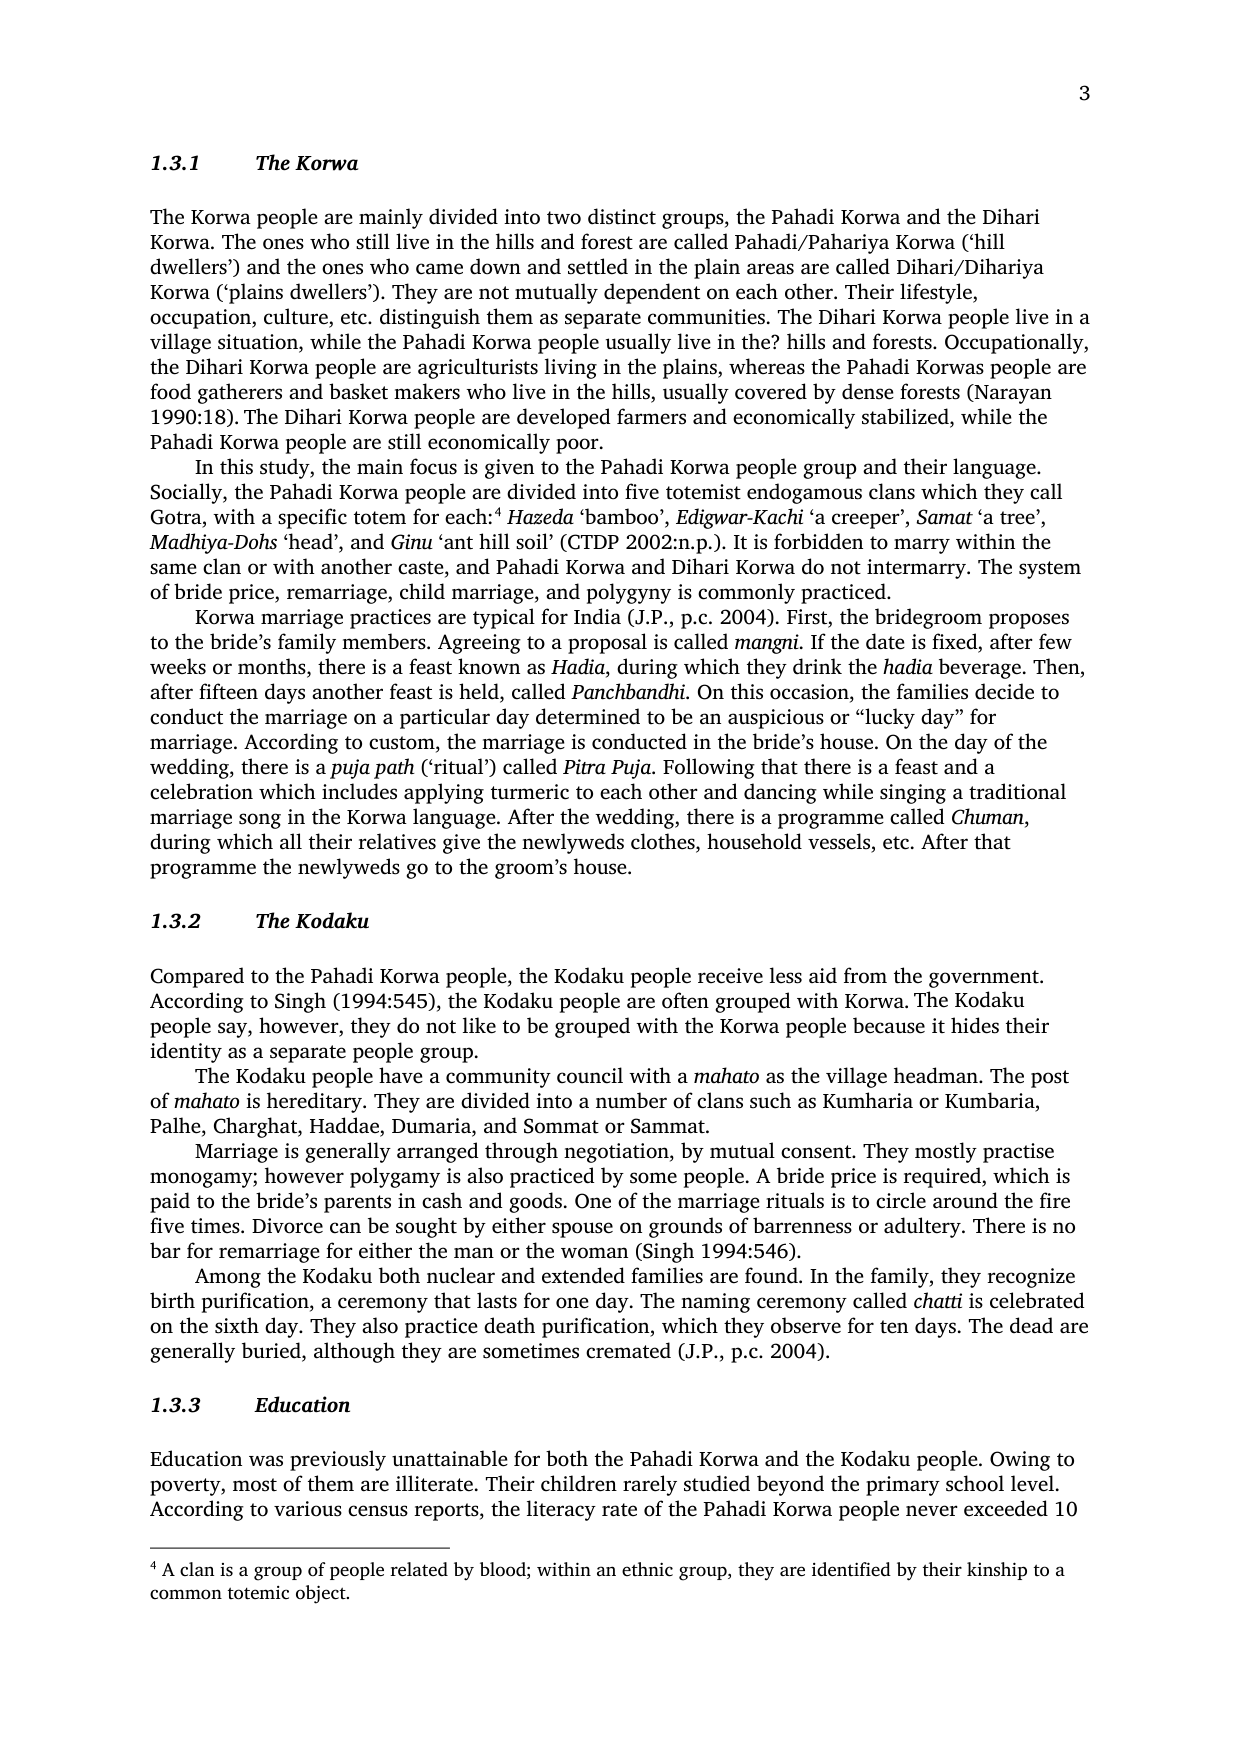 3
1.3.1 The Korwa
The Korwa people are mainly divided into two distinct groups, the Pahadi Korwa and the Dihari
Korwa. The ones who still live in the hills and forest are called Pahadi/Pahariya Korwa (‘hill
dwellers’) and the ones who came down and settled in the plain areas are called Dihari/Dihariya
Korwa (‘plains dwellers’). They are not mutually dependent on each other. Their lifestyle,
occupation, culture, etc. distinguish them as separate communities. The Dihari Korwa people live in a
village situation, while the Pahadi Korwa people usually live in the? hills and forests. Occupationally,
the Dihari Korwa people are agriculturists living in the plains, whereas the Pahadi Korwas people are
food gatherers and basket makers who live in the hills, usually covered by dense forests (Narayan
1990:18). The Dihari Korwa people are developed farmers and economically stabilized, while the
Pahadi Korwa people are still economically poor.
In this study, the main focus is given to the Pahadi Korwa people group and their language.
Socially, the Pahadi Korwa people are divided into five totemist endogamous clans which they call
Gotra, with a specific totem for each:⁴ Hazeda ‘bamboo’, Edigwar-Kachi ‘a creeper’, Samat ‘a tree’,
Madhiya-Dohs ‘head’, and Ginu ‘ant hill soil’ (CTDP 2002:n.p.). It is forbidden to marry within the
same clan or with another caste, and Pahadi Korwa and Dihari Korwa do not intermarry. The system
of bride price, remarriage, child marriage, and polygyny is commonly practiced.
Korwa marriage practices are typical for India (J.P., p.c. 2004). First, the bridegroom proposes
to the bride’s family members. Agreeing to a proposal is called mangni. If the date is fixed, after few
weeks or months, there is a feast known as Hadia, during which they drink the hadia beverage. Then,
after fifteen days another feast is held, called Panchbandhi. On this occasion, the families decide to
conduct the marriage on a particular day determined to be an auspicious or “lucky day” for
marriage. According to custom, the marriage is conducted in the bride’s house. On the day of the
wedding, there is a puja path (‘ritual’) called Pitra Puja. Following that there is a feast and a
celebration which includes applying turmeric to each other and dancing while singing a traditional
marriage song in the Korwa language. After the wedding, there is a programme called Chuman,
during which all their relatives give the newlyweds clothes, household vessels, etc. After that
programme the newlyweds go to the groom’s house.
1.3.2 The Kodaku
Compared to the Pahadi Korwa people, the Kodaku people receive less aid from the government.
According to Singh (1994:545), the Kodaku people are often grouped with Korwa. The Kodaku
people say, however, they do not like to be grouped with the Korwa people because it hides their
identity as a separate people group.
The Kodaku people have a community council with a mahato as the village headman. The post
of mahato is hereditary. They are divided into a number of clans such as Kumharia or Kumbaria,
Palhe, Charghat, Haddae, Dumaria, and Sommat or Sammat.
Marriage is generally arranged through negotiation, by mutual consent. They mostly practise
monogamy; however polygamy is also practiced by some people. A bride price is required, which is
paid to the bride’s parents in cash and goods. One of the marriage rituals is to circle around the fire
five times. Divorce can be sought by either spouse on grounds of barrenness or adultery. There is no
bar for remarriage for either the man or the woman (Singh 1994:546).
Among the Kodaku both nuclear and extended families are found. In the family, they recognize
birth purification, a ceremony that lasts for one day. The naming ceremony called chatti is celebrated
on the sixth day. They also practice death purification, which they observe for ten days. The dead are
generally buried, although they are sometimes cremated (J.P., p.c. 2004).
1.3.3 Education
Education was previously unattainable for both the Pahadi Korwa and the Kodaku people. Owing to
poverty, most of them are illiterate. Their children rarely studied beyond the primary school level.
According to various census reports, the literacy rate of the Pahadi Korwa people never exceeded 10
⁴ A clan is a group of people related by blood; within an ethnic group, they are identified by their kinship to a
common totemic object.